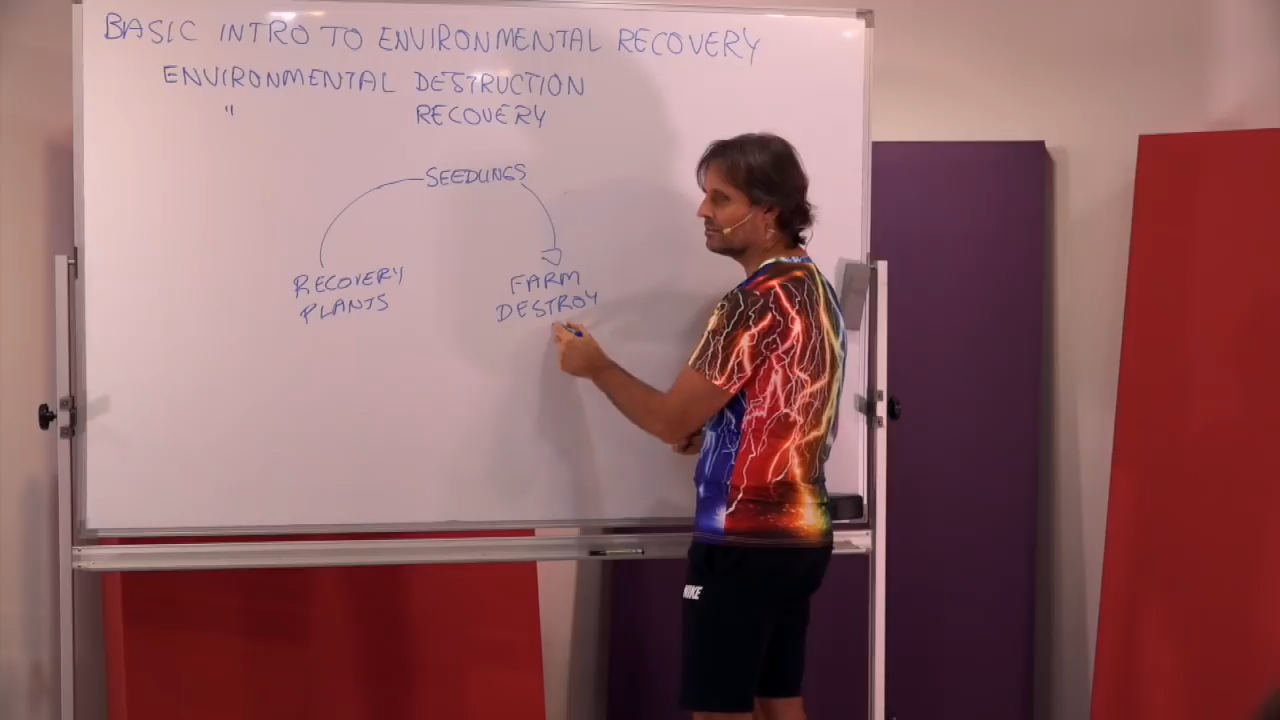 BASIC INTRO TO ENVIRONMENTAL RECOVERY
ENVIRONMENTAL DESTRUCTION
" RECOVERY
SEEDLINGS
RECOVERY
PLANTS
FARM
DESTROY
NIKE